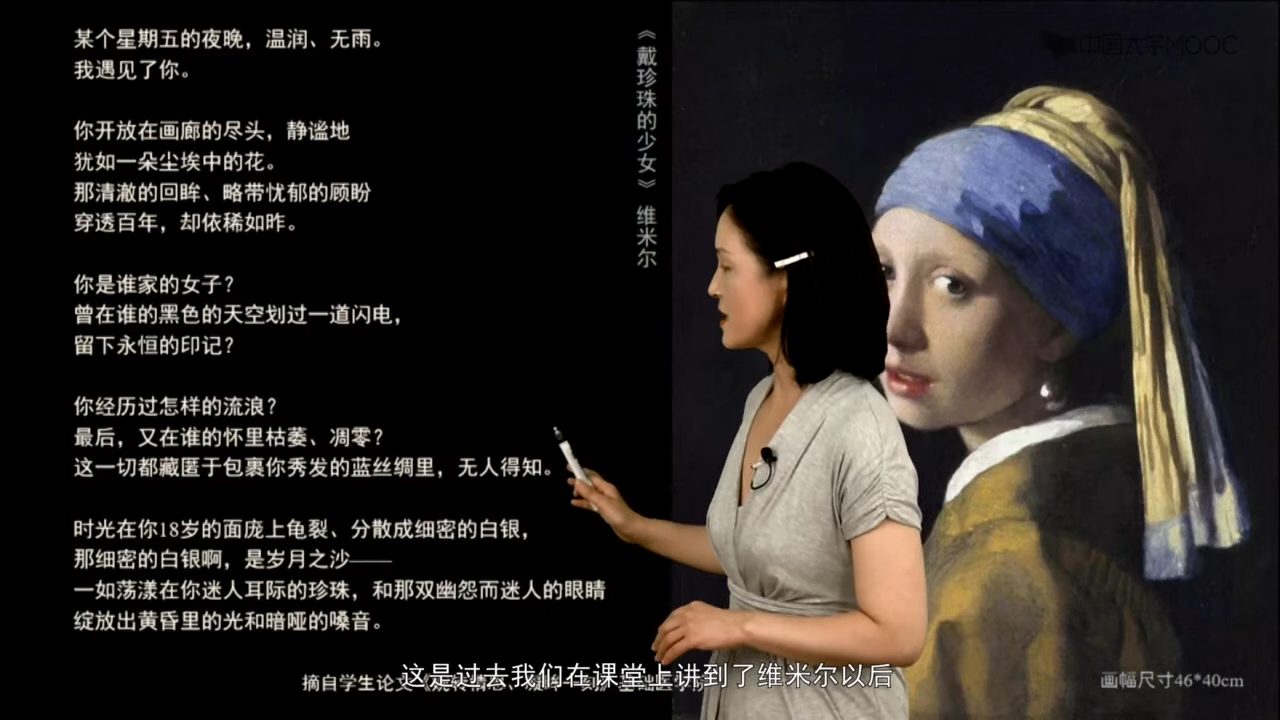 某个星期五的夜晚，温润、无雨。
我遇见了你。
你开放在画廊的尽头，静谧地
犹如一朵尘埃中的花。
那清澈的回眸、略带忧郁的顾盼
穿透百年，却依稀如昨。
你是谁家的女子？
曾在谁的黑色的天空划过一道闪电，
留下永恒的印记？
你经历过怎样的流浪？
最后，又在谁的怀里枯萎、凋零？
这一切都藏匿于包裹你秀发的蓝丝绸里，无人得知。
时光在你18岁的面庞上龟裂、分散成细密的白银，
那细密的白银啊，是岁月之沙——
一如荡漾在你迷人耳际的珍珠，和那双幽怨而迷人的眼睛
绽放出黄昏里的光和暗哑的嗓音。
《戴珍珠的少女》 维米尔
中国大学MOOC
摘自学生论文
这是过去我们在课堂上讲到了维米尔以后
画幅尺寸46*40cm